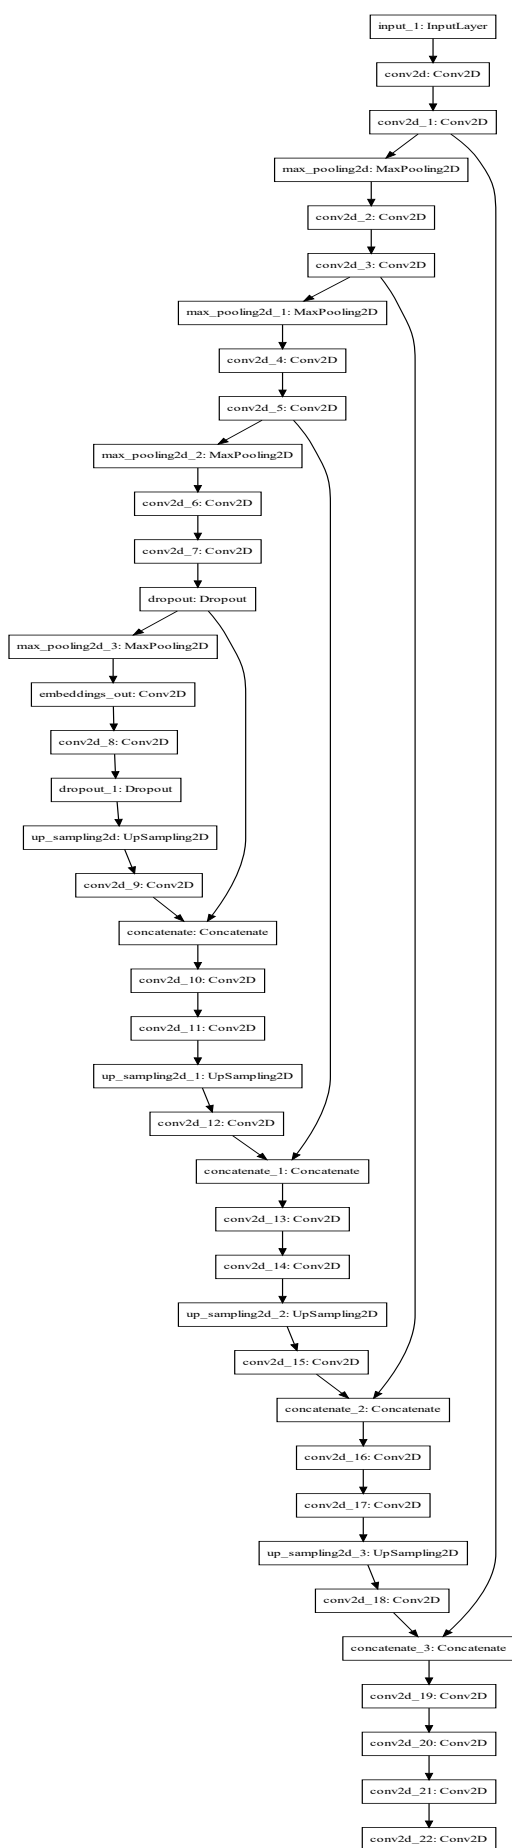 input_1: InputLayer
conv2d: Conv2D
conv2d_1: Conv2D
max_pooling2d: MaxPooling2D
conv2d_2: Conv2D
conv2d_3: Conv2D
max_pooling2d_1: MaxPooling2D
conv2d_4: Conv2D
conv2d_5: Conv2D
max_pooling2d_2: MaxPooling2D
conv2d_6: Conv2D
conv2d_7: Conv2D
dropout: Dropout
max_pooling2d_3: MaxPooling2D
embeddings_out: Conv2D
conv2d_8: Conv2D
dropout_1: Dropout
up_sampling2d: UpSampling2D
conv2d_9: Conv2D
concatenate: Concatenate
conv2d_10: Conv2D
conv2d_11: Conv2D
up_sampling2d_1: UpSampling2D
conv2d_12: Conv2D
concatenate_1: Concatenate
conv2d_13: Conv2D
conv2d_14: Conv2D
up_sampling2d_2: UpSampling2D
conv2d_15: Conv2D
concatenate_2: Concatenate
conv2d_16: Conv2D
conv2d_17: Conv2D
up_sampling2d_3: UpSampling2D
conv2d_18: Conv2D
concatenate_3: Concatenate
conv2d_19: Conv2D
conv2d_20: Conv2D
conv2d_21: Conv2D
conv2d_22: Conv2D